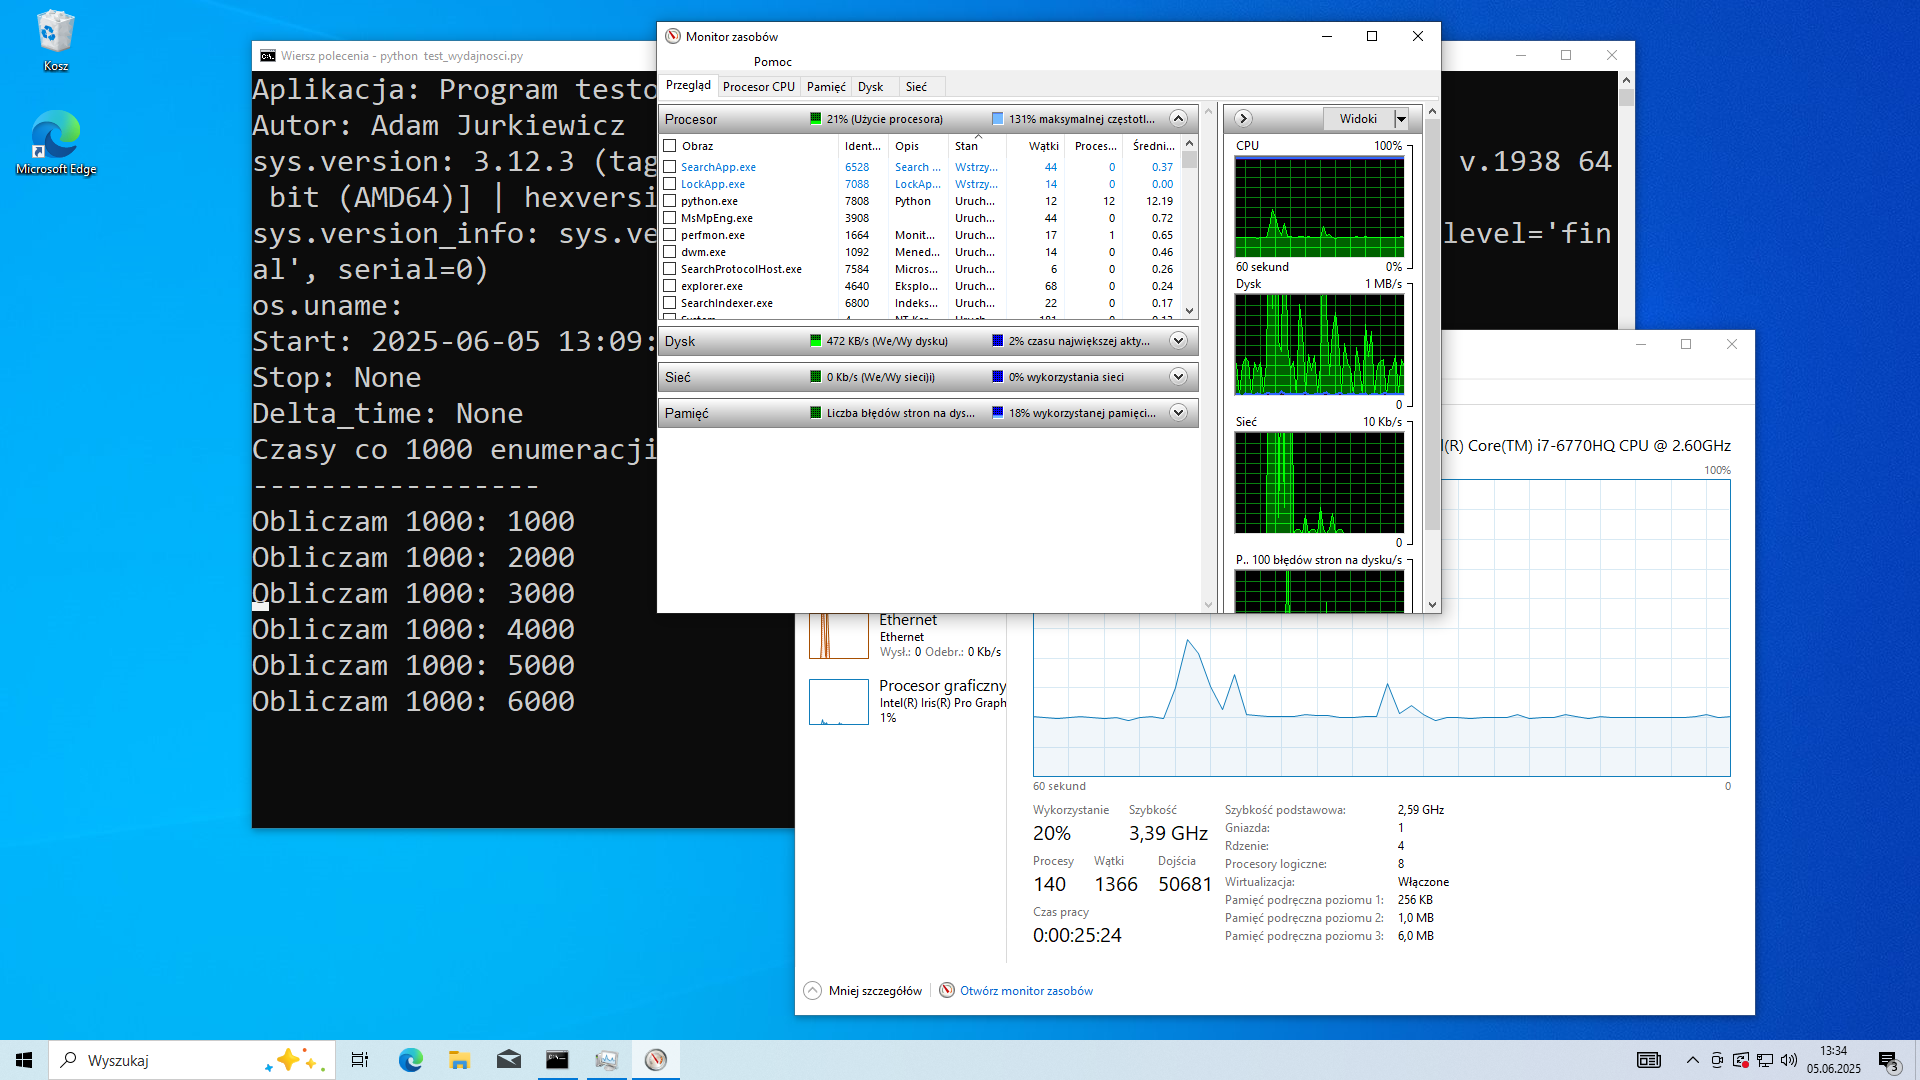 Kosz
Microsoft Edge
Wiersz polecenia - python  test_wydajnosci.py
Aplikacja: Program testo
Autor: Adam Jurkiewicz
sys.version: 3.12.3 (tag
v.1938 64
bit (AMD64)] | hexversi
sys.version_info: sys.ve
level='fin
al', serial=0)
os.uname:
Start: 2025-06-05 13:09:
Stop: None
Delta_time: None
Czasy co 1000 enumeracji
-----------------
Obliczam 1000: 1000
Obliczam 1000: 2000
Obliczam 1000: 3000
Obliczam 1000: 4000
Obliczam 1000: 5000
Obliczam 1000: 6000
Monitor zasobów
Pomoc
Przegląd Procesor CPU Pamięć Dysk Sieć
Procesor 21% (Użycie procesora) 131% maksymalnej częstotl...
Obraz Ident... Opis Stan Wątki Proces... Średni...
SearchApp.exe 6528 Search ... Wstrzy... 44 0 0.37
LockApp.exe 7088 LockAp... Wstrzy... 14 0 0.00
python.exe 7808 Python Uruch... 12 12 12.19
MsMpEng.exe 3908 Uruch... 44 0 0.72
perfmon.exe 1664 Monit... Uruch... 17 1 0.65
dwm.exe 1092 Mened... Uruch... 14 0 0.46
SearchProtocolHost.exe 7584 Micros... Uruch... 6 0 0.26
explorer.exe 4640 Eksplo... Uruch... 68 0 0.24
SearchIndexer.exe 6800 Indeks... Uruch... 22 0 0.17
Dysk 472 KB/s (We/Wy dysku) 2% czasu największej akty...
Sieć 0 Kb/s (We/Wy sieci)i) 0% wykorzystania sieci
Pamięć Liczba błędów stron na dys... 18% wykorzystanej pamięci...
Widoki
CPU 100%
60 sekund 0%
Dysk 1 MB/s
0
Sieć 10 Kb/s
0
P.. 100 błędów stron na dysku/s
l(R) Core(TM) i7-6770HQ CPU @ 2.60GHz
100%
Ethernet
Ethernet
Wysł.: 0 Odebr.: 0 Kb/s
Procesor graficzny
Intel(R) Iris(R) Pro Graph
1%
60 sekund 0
Wykorzystanie Szybkość
20% 3,39 GHz
Procesy Wątki Dojścia
140 1366 50681
Czas pracy
0:00:25:24
Szybkość podstawowa: 2,59 GHz
Gniazda: 1
Rdzenie: 4
Procesory logiczne: 8
Wirtualizacja: Włączone
Pamięć podręczna poziomu 1: 256 KB
Pamięć podręczna poziomu 2: 1,0 MB
Pamięć podręczna poziomu 3: 6,0 MB
Mniej szczegółów Otwórz monitor zasobów
Wyszukaj
13:34
05.06.2025
3